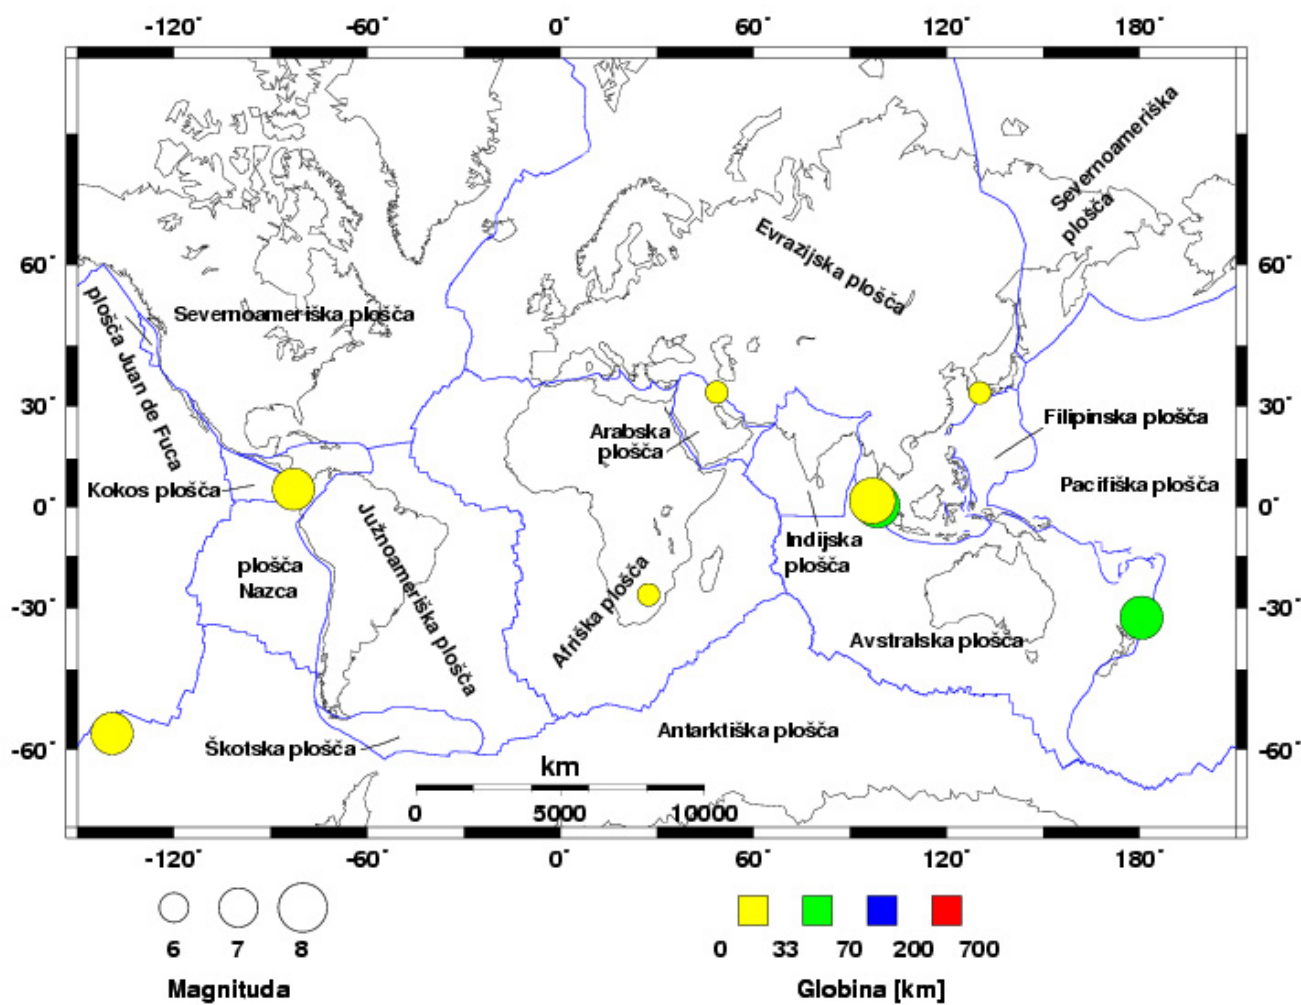 -120° -60° 0° 60° 120° 180°
Severnoameriška
plošča
Evrazijska plošča
60° 60°
plošča Juan de Fuca
Severnoameriška plošča
30° 30°
Filipinska plošča
Arabska
plošča
Kokos plošča
Pacifiška plošča
0° 0°
Južnoameriška plošča
Indijska
plošča
plošča
Nazca
Afriška plošča
-30° -30°
Avstralska plošča
Antarktiška plošča
Škotska plošča
-60° -60°
km
0 5000 10000
-120° -60° 0° 60° 120° 180°
6 7 8
0 33 70 200 700
Magnituda
Globina [km]